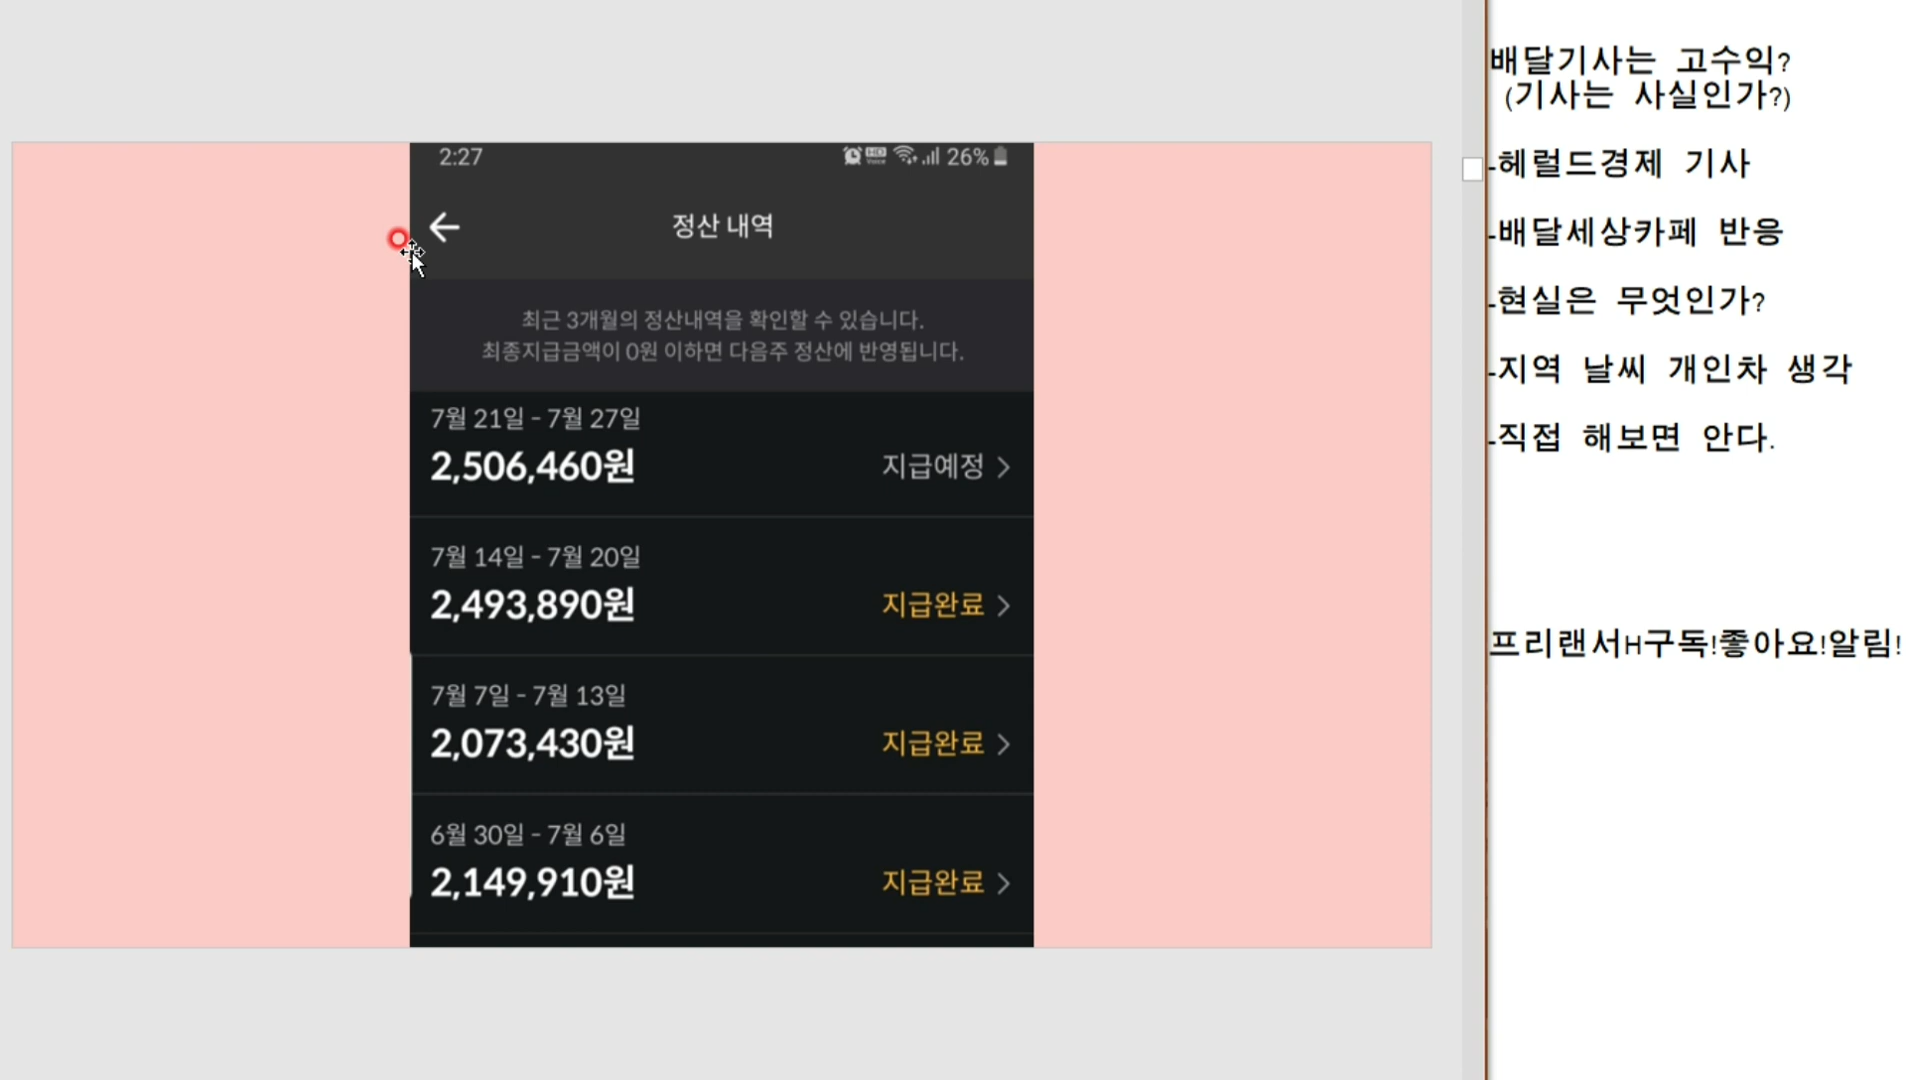 2:27
HD Voice 26%
정산 내역
최근 3개월의 정산내역을 확인할 수 있습니다.
최종지급금액이 0원 이하면 다음주 정산에 반영됩니다.
7월 21일 - 7월 27일
2,506,460원
지급예정
7월 14일 - 7월 20일
2,493,890원
지급완료
7월 7일 - 7월 13일
2,073,430원
지급완료
6월 30일 - 7월 6일
2,149,910원
지급완료
배달기사는 고수익?
(기사는 사실인가?)
-헤럴드경제 기사
-배달세상카페 반응
-현실은 무엇인가?
-지역 날씨 개인차 생각
-직접 해보면 안다.
프리랜서H구독!좋아요!알림!